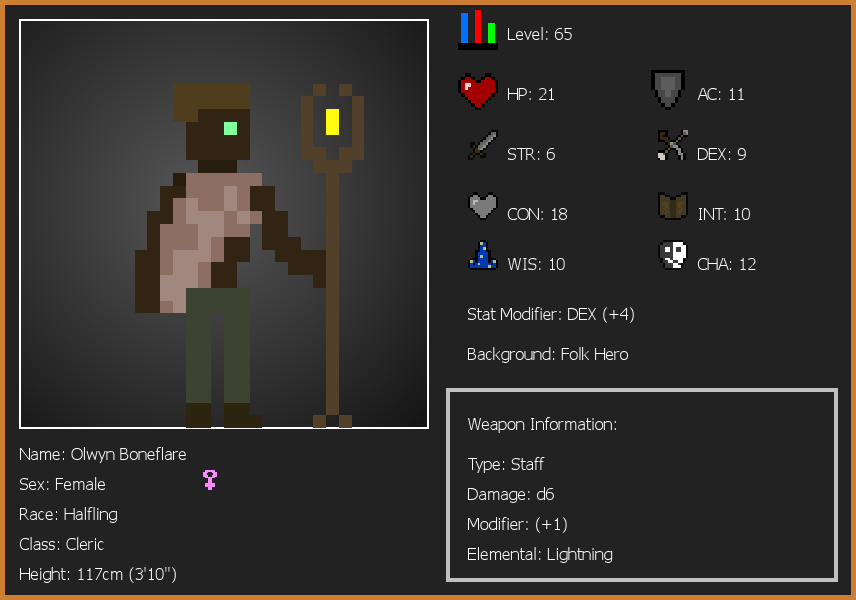 Level: 65
HP: 21
AC: 11
STR: 6
DEX: 9
CON: 18
INT: 10
WIS: 10
CHA: 12
Stat Modifier: DEX (+4)
Background: Folk Hero
Weapon Information:
Type: Staff
Damage: d6
Modifier: (+1)
Elemental: Lightning
Name: Olwyn Boneflare
Sex: Female
Race: Halfling
Class: Cleric
Height: 117cm (3'10")